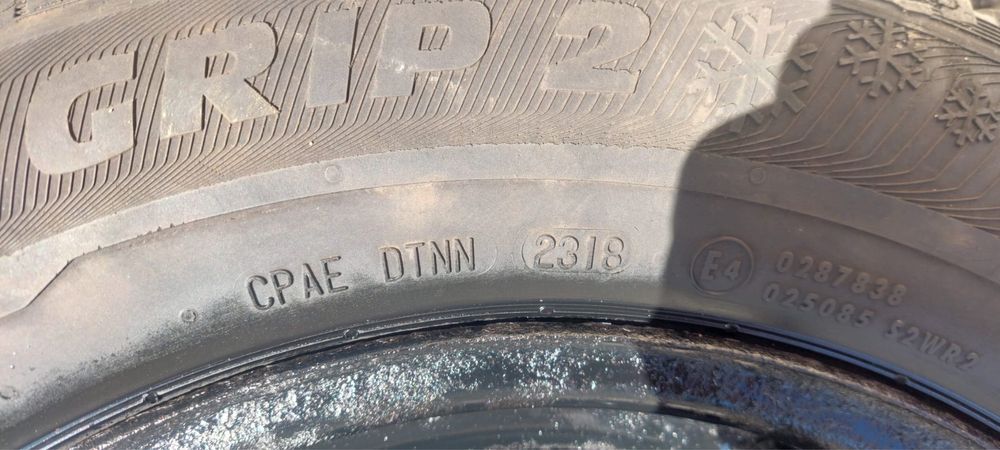 GRIP 2
CPAE DTNN 2318 E4 0287838
025085 S2WR2